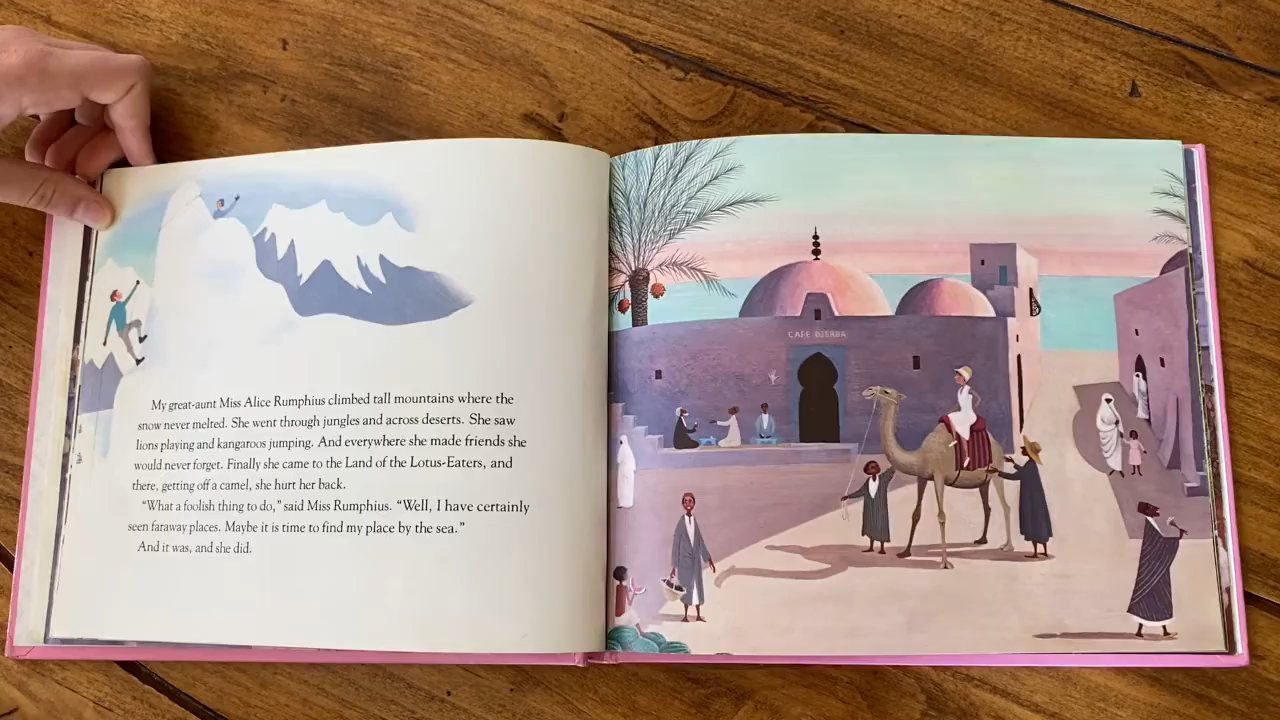 My great-aunt Miss Alice Rumphius climbed tall mountains where the
snow never melted. She went through jungles and across deserts. She saw
lions playing and kangaroos jumping. And everywhere she made friends she
would never forget. Finally she came to the Land of the Lotus-Eaters, and
there, getting off a camel, she hurt her back.
“What a foolish thing to do,” said Miss Rumphius. “Well, I have certainly
seen faraway places. Maybe it is time to find my place by the sea.”
And it was, and she did.
CAFÉ DJERBA